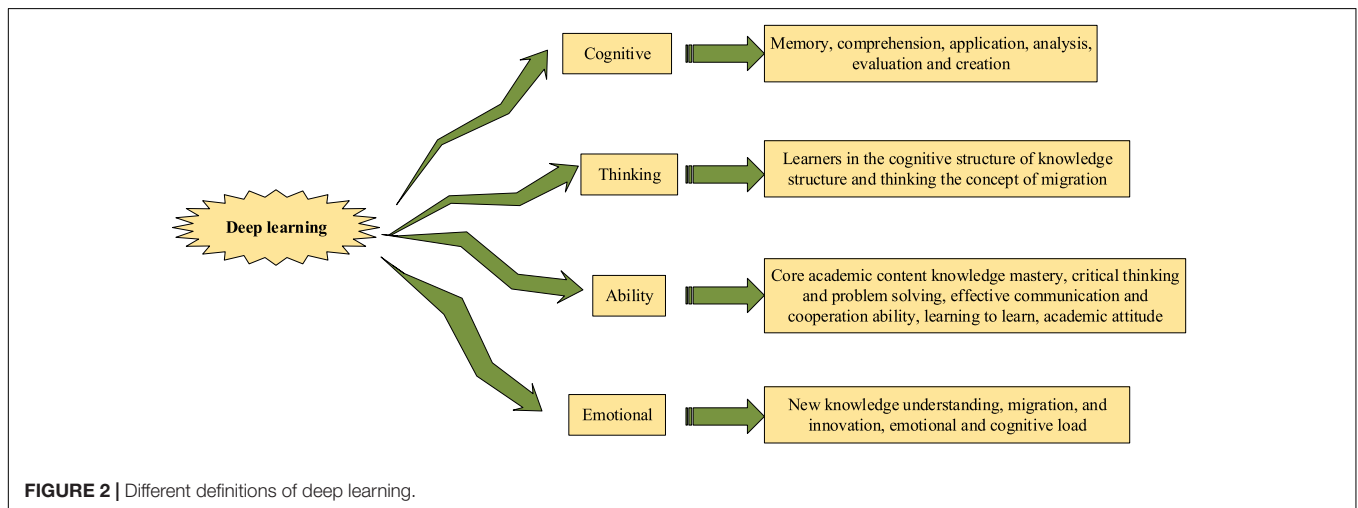 Cognitive
Memory, comprehension, application, analysis,
evaluation and creation
Thinking
Learners in the cognitive structure of knowledge
structure and thinking the concept of migration
Deep learning
Ability
Core academic content knowledge mastery, critical thinking
and problem solving, effective communication and
cooperation ability, learning to learn, academic attitude
Emotional
New knowledge understanding, migration, and
innovation, emotional and cognitive load
FIGURE 2 | Different definitions of deep learning.